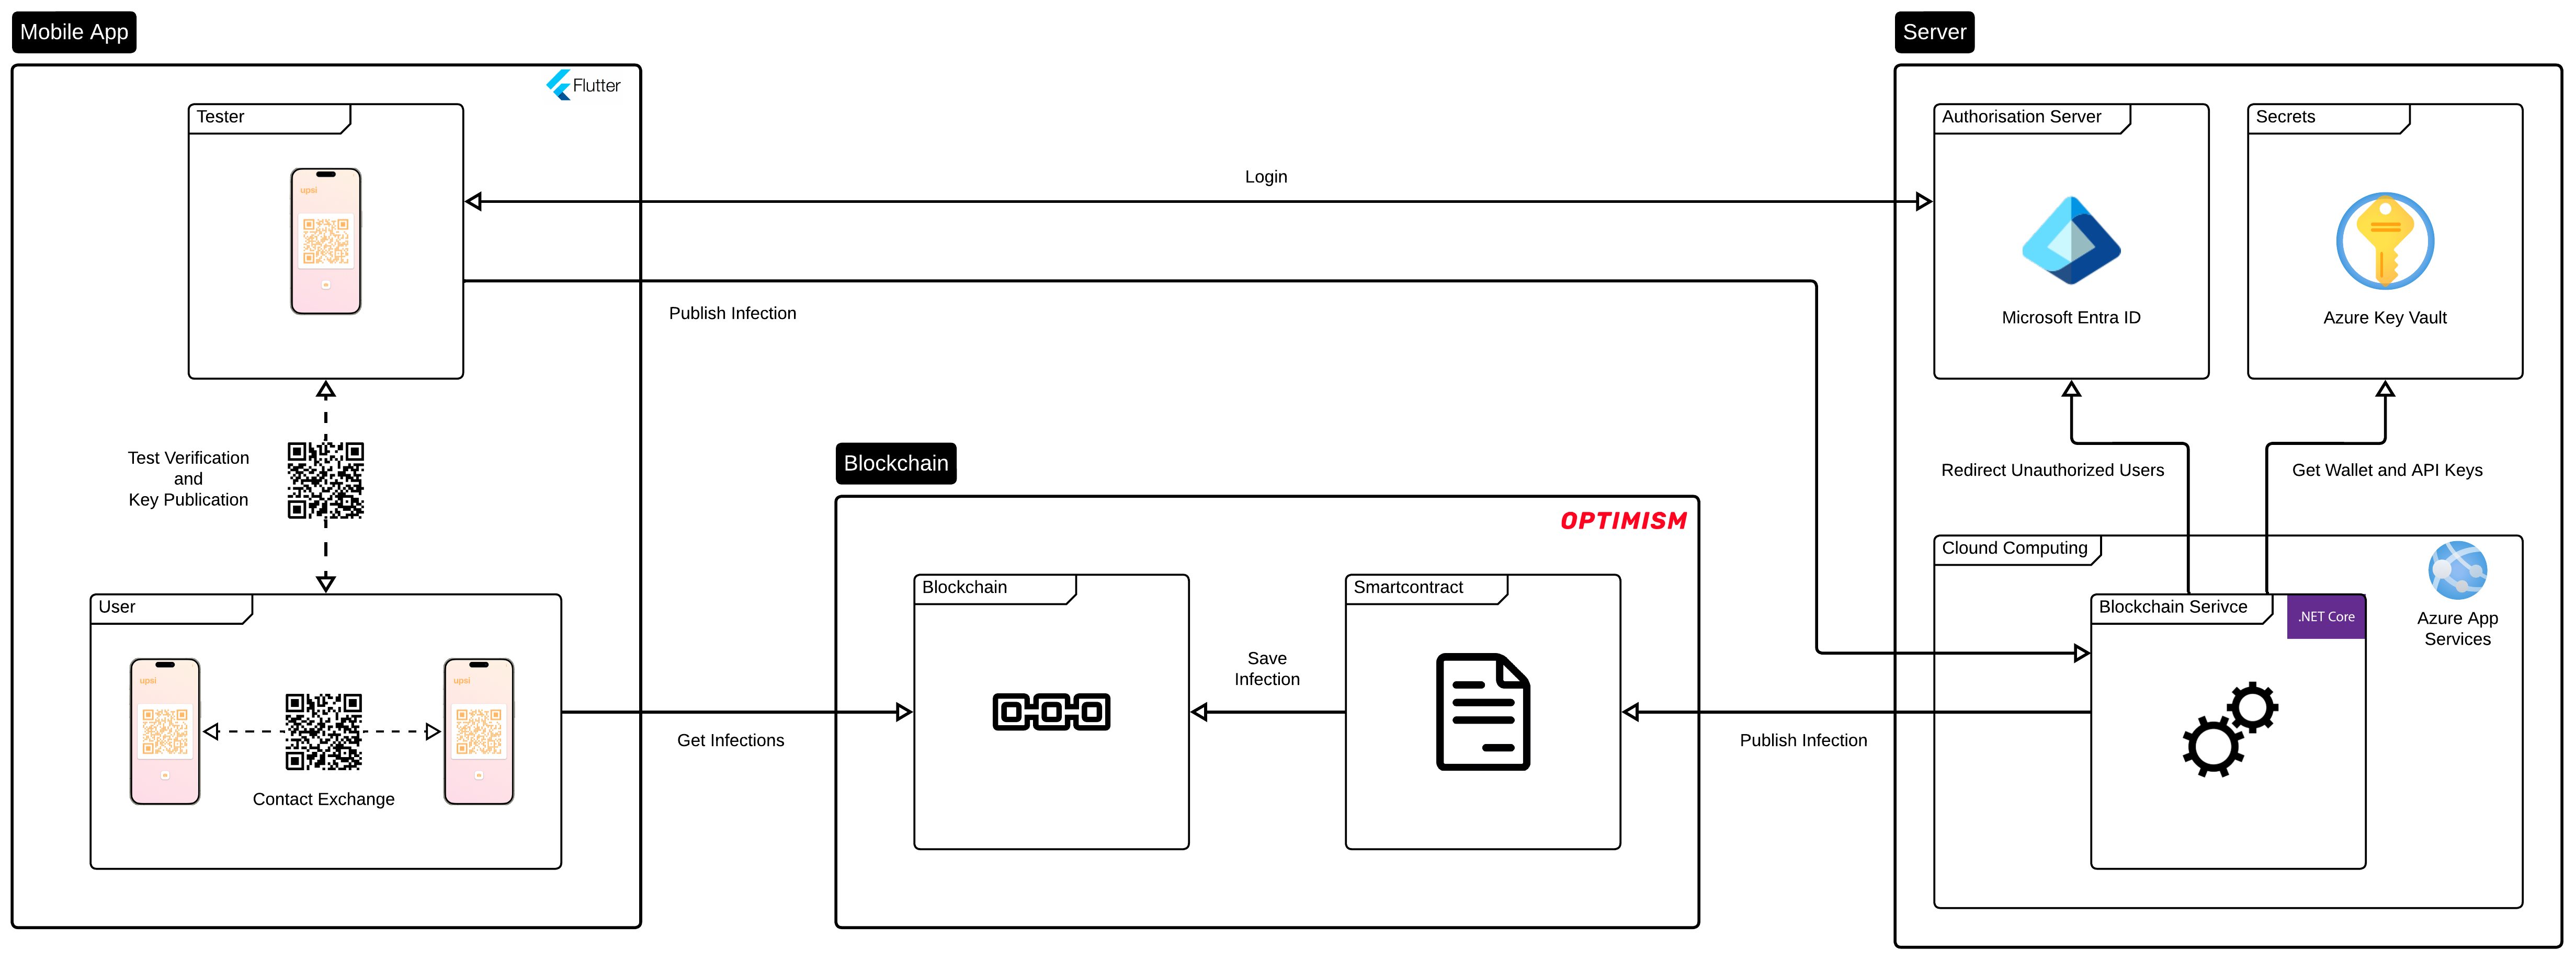 Mobile App
Flutter
Tester
upsi
Test Verification
and
Key Publication
User
upsi
upsi
Contact Exchange
Login
Publish Infection
Get Infections
Blockchain
OPTIMISM
Blockchain
Save
Infection
Smartcontract
Publish Infection
Server
Authorisation Server
Microsoft Entra ID
Secrets
Azure Key Vault
Redirect Unauthorized Users
Get Wallet and API Keys
Clound Computing
Azure App
Services
Blockchain Serivce
.NET Core